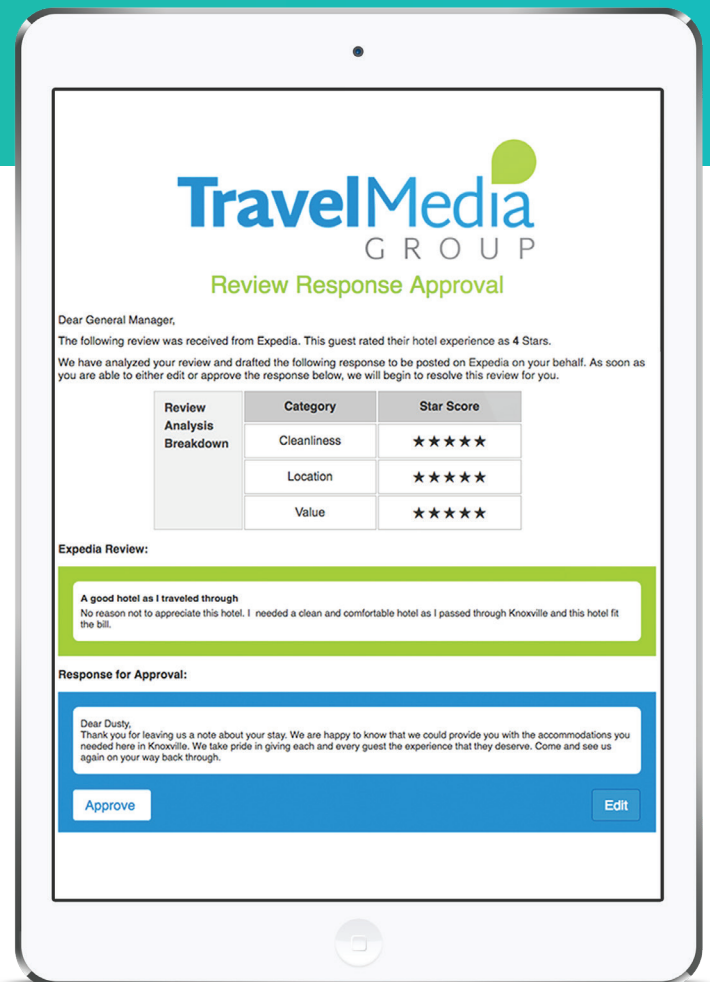 TravelMedia
GROUP
Review Response Approval
Dear General Manager,
The following review was received from Expedia. This guest rated their hotel experience as 4 Stars.
We have analyzed your review and drafted the following response to be posted on Expedia on your behalf. As soon as
you are able to either edit or approve the response below, we will begin to resolve this review for you.
Review
Analysis
Breakdown
Category
Star Score
Cleanliness
★★★★★
Location
★★★★★
Value
★★★★★
Expedia Review:
A good hotel as I traveled through
No reason not to appreciate this hotel. I  needed a clean and comfortable hotel as I passed through Knoxville and this hotel fit
the bill.
Response for Approval:
Dear Dusty,
Thank you for leaving us a note about your stay. We are happy to know that we could provide you with the accommodations you
needed here in Knoxville. We take pride in giving each and every guest the experience that they deserve. Come and see us
again on your way back through.
Approve
Edit